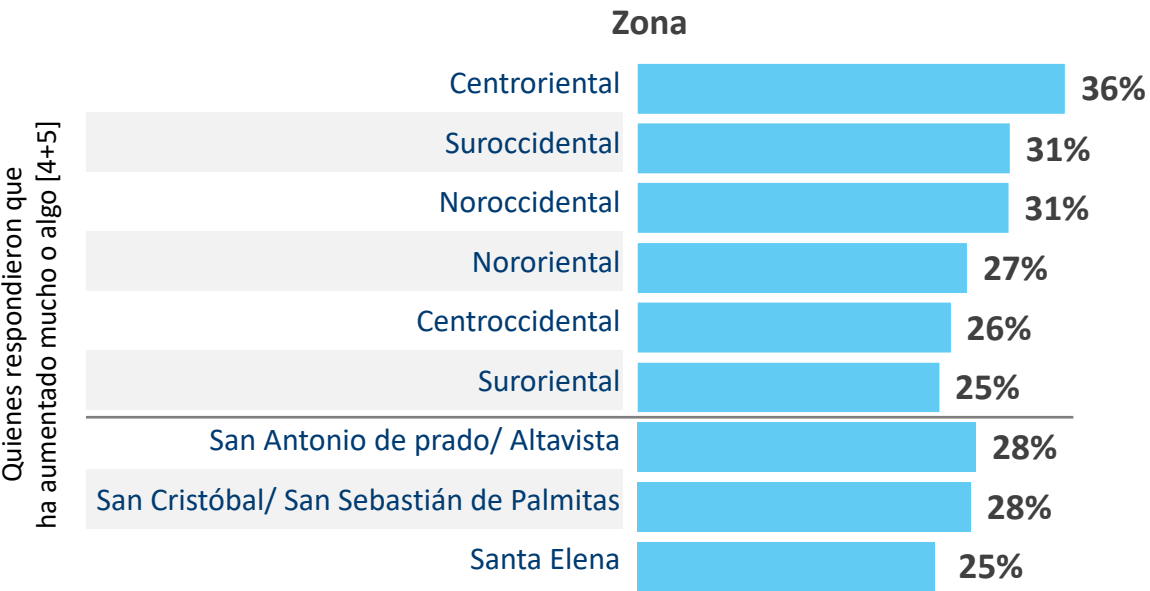 Zona
Quienes respondieron que
ha aumentado mucho o algo [4+5]
Centroriental 36%
Suroccidental 31%
Noroccidental 31%
Nororiental 27%
Centroccidental 26%
Suroriental 25%
San Antonio de prado/ Altavista 28%
San Cristóbal/ San Sebastián de Palmitas 28%
Santa Elena 25%